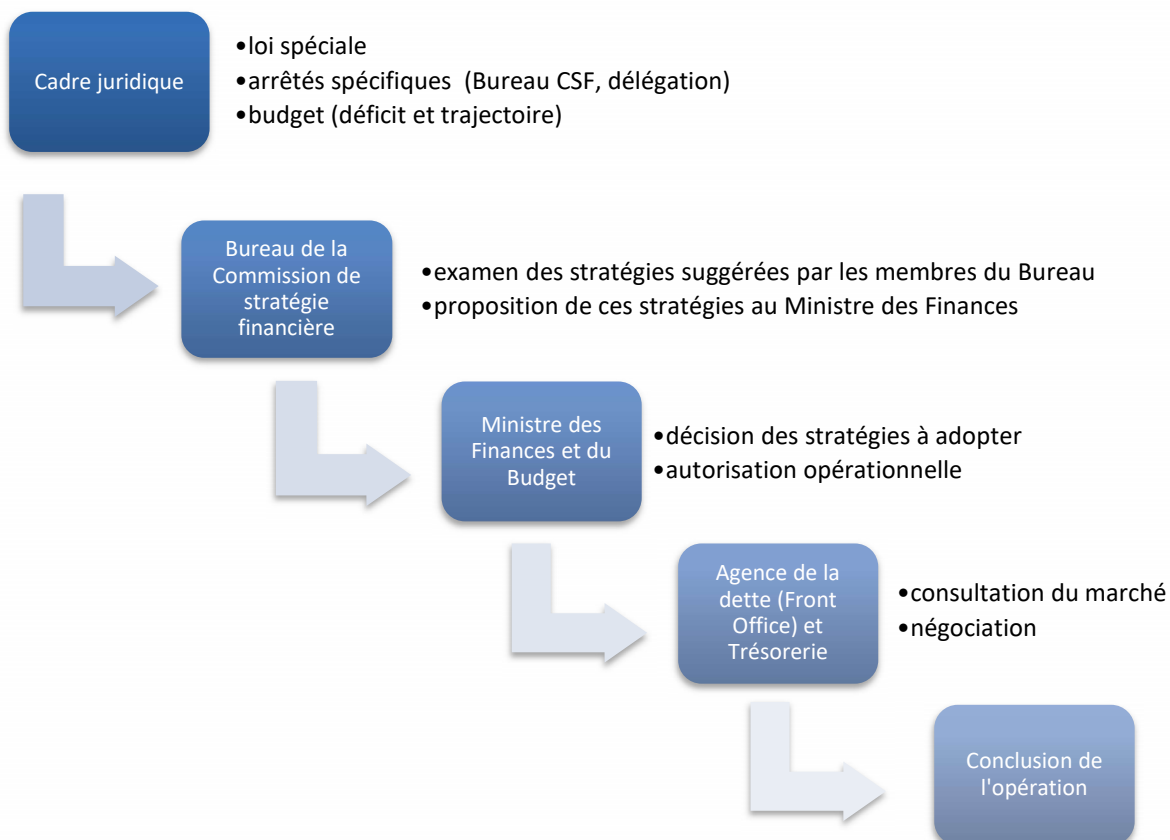 Cadre juridique
•loi spéciale
•arrêtés spécifiques (Bureau CSF, délégation)
•budget (déficit et trajectoire)
Bureau de la
Commission de
stratégie
financière
•examen des stratégies suggérées par les membres du Bureau
•proposition de ces stratégies au Ministre des Finances
Ministre des
Finances et du
Budget
•décision des stratégies à adopter
•autorisation opérationnelle
Agence de la
dette (Front
Office) et
Trésorerie
•consultation du marché
•négociation
Conclusion de
l'opération